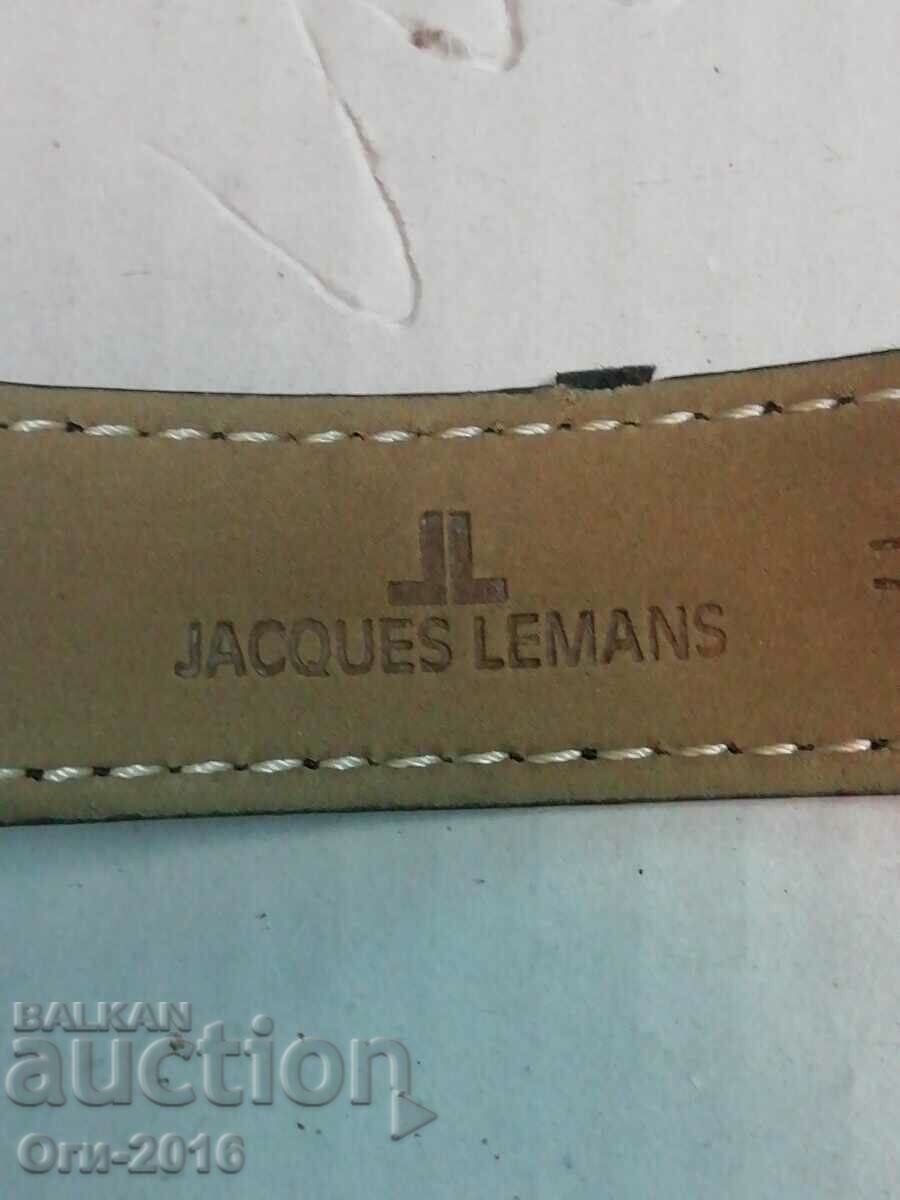 JL
JACQUES LEMANS
BALKAN
auction
Оги-2016